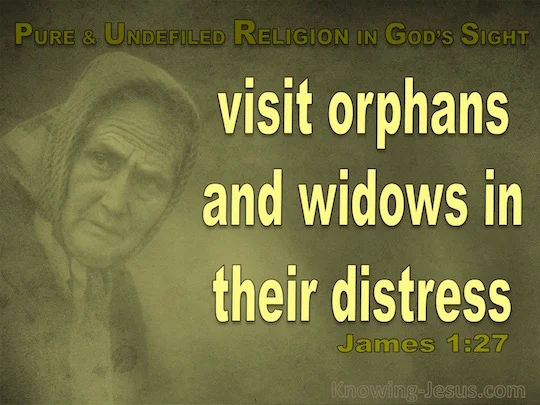 Pure & Undefiled Religion in God's Sight
visit orphans
and widows in
their distress
James 1:27
Knowing-Jesus.com